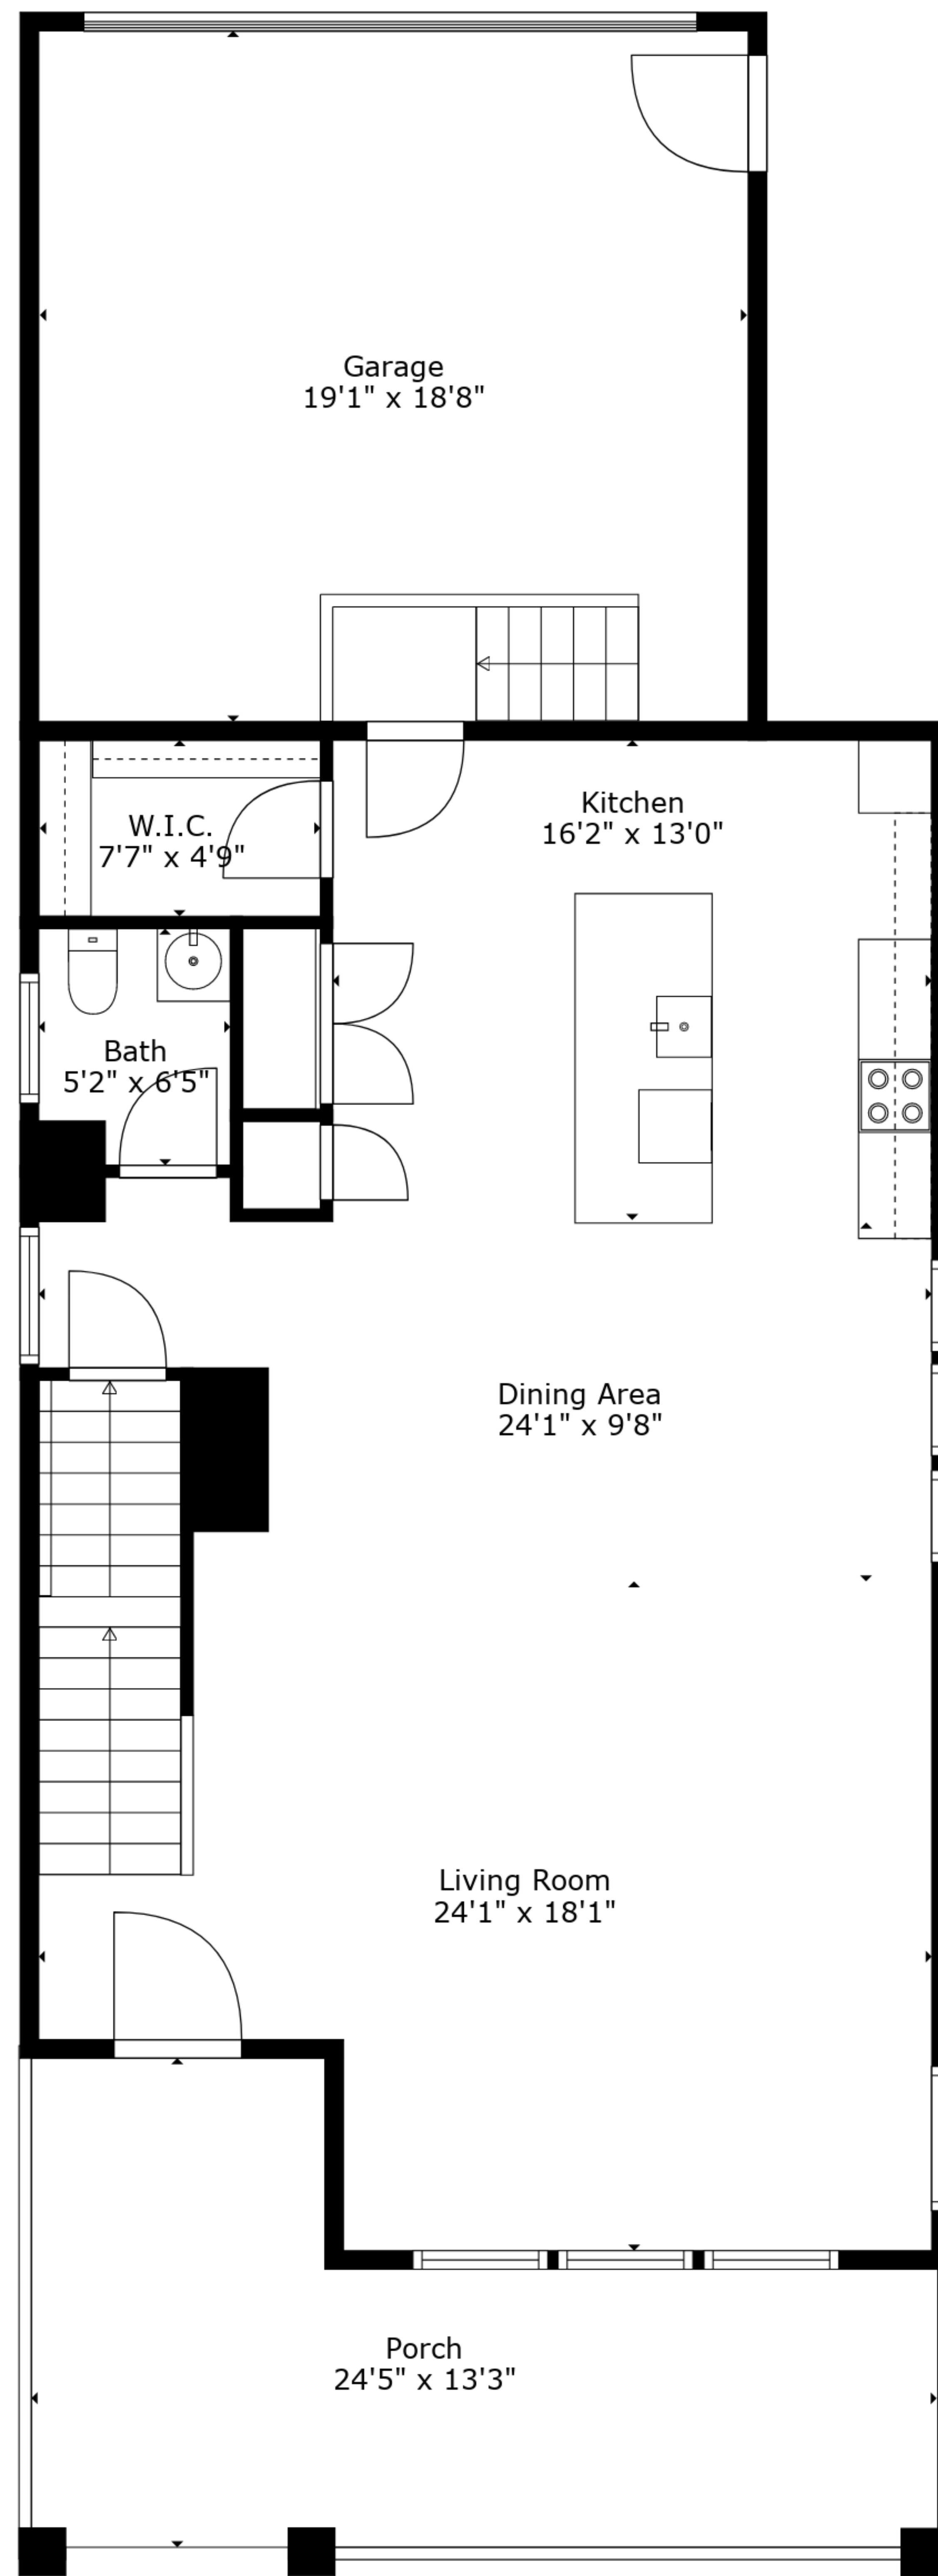 Garage
19'1" x 18'8"
Kitchen
16'2" x 13'0"
W.I.C.
7'7" x 4'9"
Bath
5'2" x 6'5"
Dining Area
24'1" x 9'8"
Living Room
24'1" x 18'1"
Porch
24'5" x 13'3"